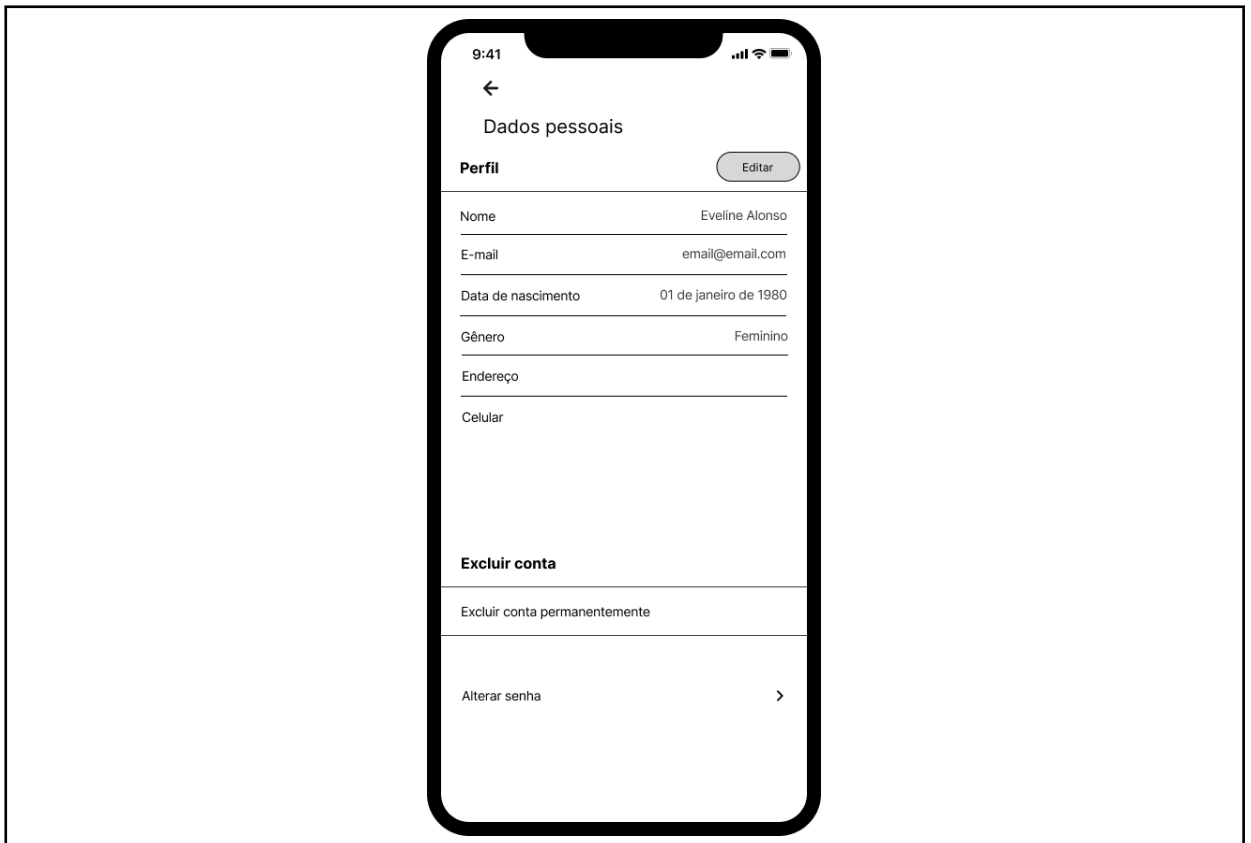 9:41
Dados pessoais
Perfil Editar
Nome Eveline Alonso
E-mail email@email.com
Data de nascimento 01 de janeiro de 1980
Gênero Feminino
Endereço
Celular
Excluir conta
Excluir conta permanentemente
Alterar senha